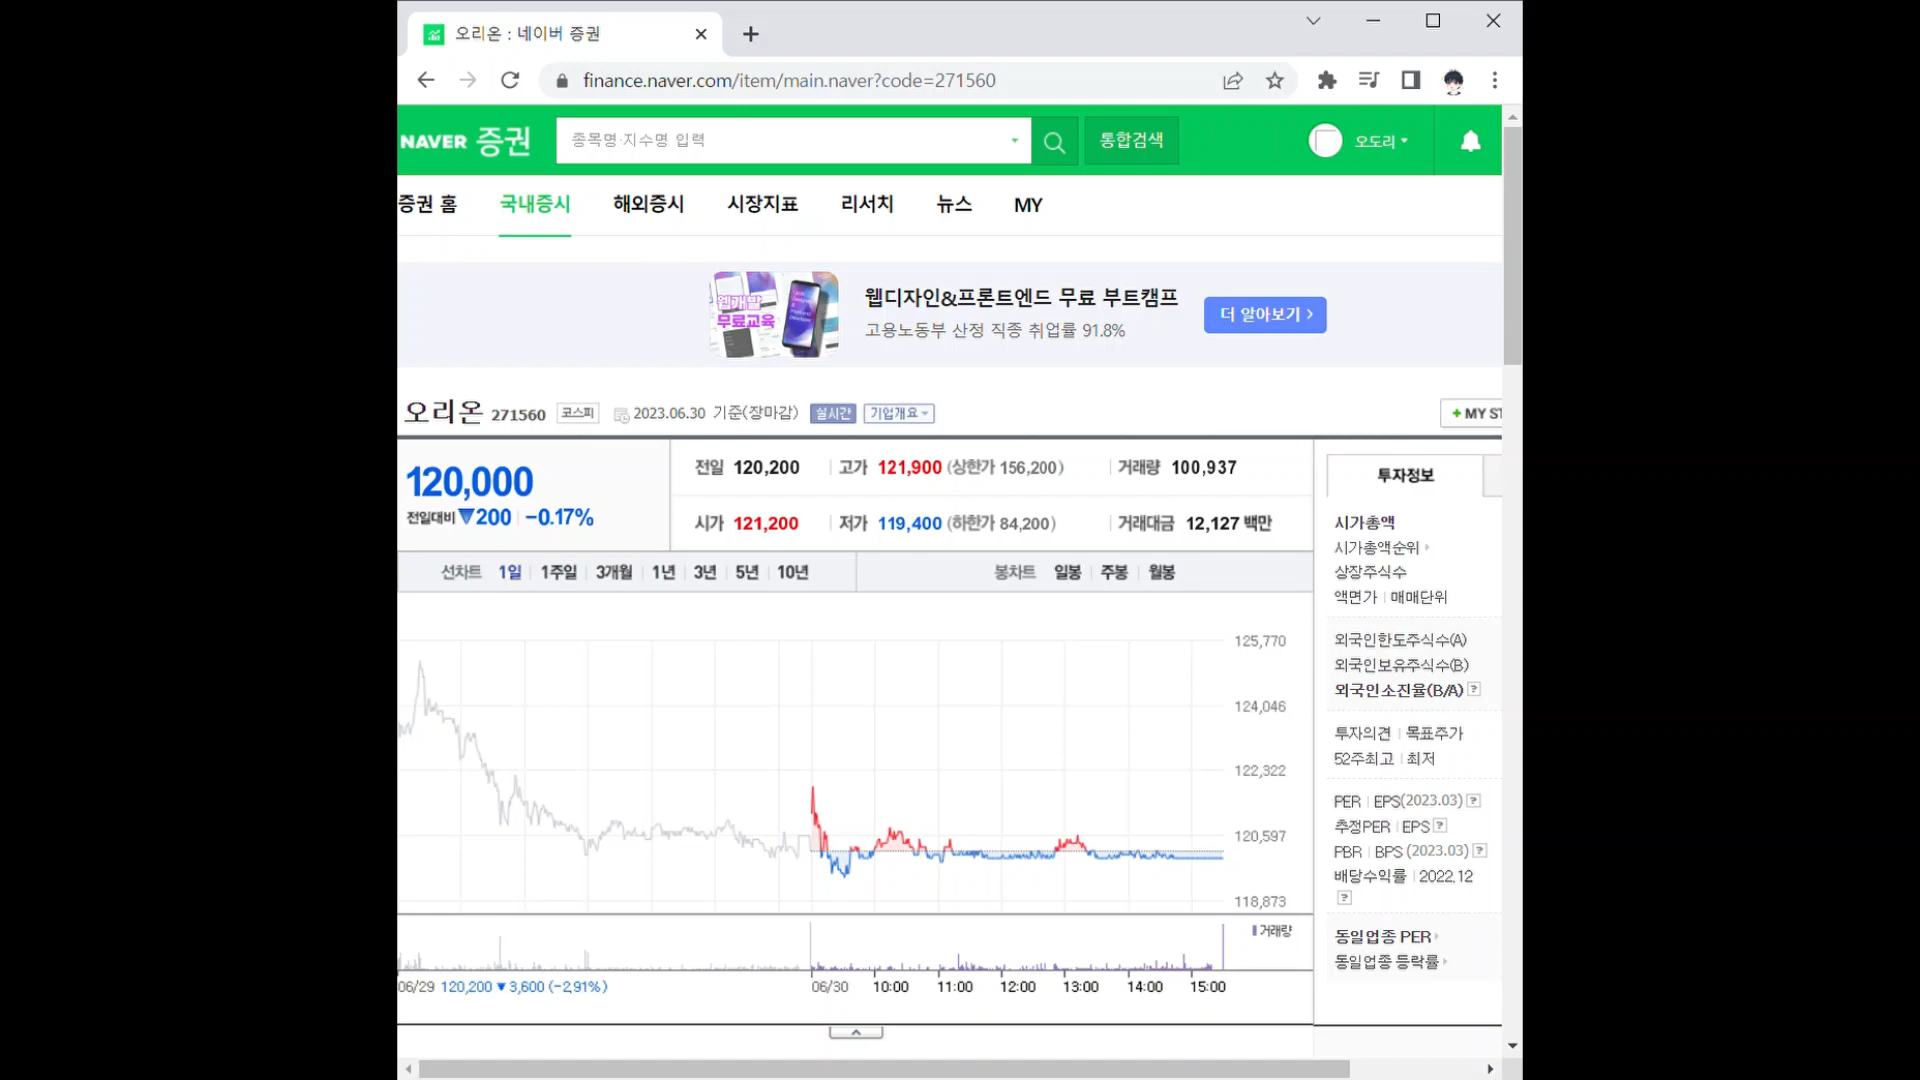 오리온 : 네이버 증권
finance.naver.com/item/main.naver?code=271560
NAVER 증권
종목명·지수명 입력
통합검색
오도리
증권 홈 국내증시 해외증시 시장지표 리서치 뉴스 MY
웹개발
무료교육
웹디자인&프론트엔드 무료 부트캠프
고용노동부 산정 직종 취업률 91.8%
더 알아보기
오리온 271560 코스피 2023.06.30 기준(장마감) 실시간 기업개요
+ MY ST
120,000
전일대비 ▼200 -0.17%
전일 120,200 고가 121,900 (상한가 156,200) 거래량 100,937
시가 121,200 저가 119,400 (하한가 84,200) 거래대금 12,127 백만
선차트 1일 1주일 3개월 1년 3년 5년 10년
봉차트 일봉 주봉 월봉
125,770
124,046
122,322
120,597
118,873
거래량
06/29 120,200 ▼ 3,600 (-2.91%)
06/30 10:00 11:00 12:00 13:00 14:00 15:00
투자정보
시가총액
시가총액순위
상장주식수
액면가 | 매매단위
외국인한도주식수(A)
외국인보유주식수(B)
외국인소진율(B/A) ?
투자의견 | 목표주가
52주최고 | 최저
PER | EPS(2023.03) ?
추정PER | EPS ?
PBR | BPS (2023.03) ?
배당수익률 | 2022.12
?
동일업종 PER
동일업종 등락률